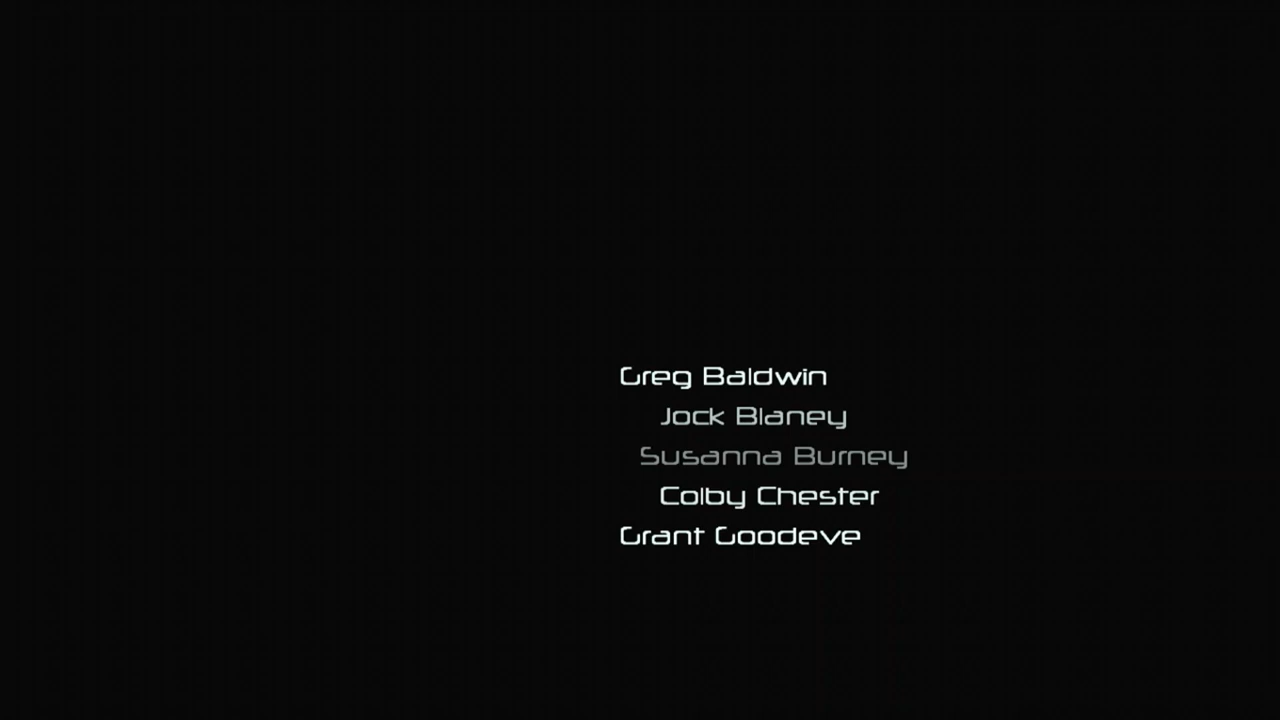 Greg Baldwin
Jock Blaney
Susanna Burney
Colby Chester
Grant Goodeve